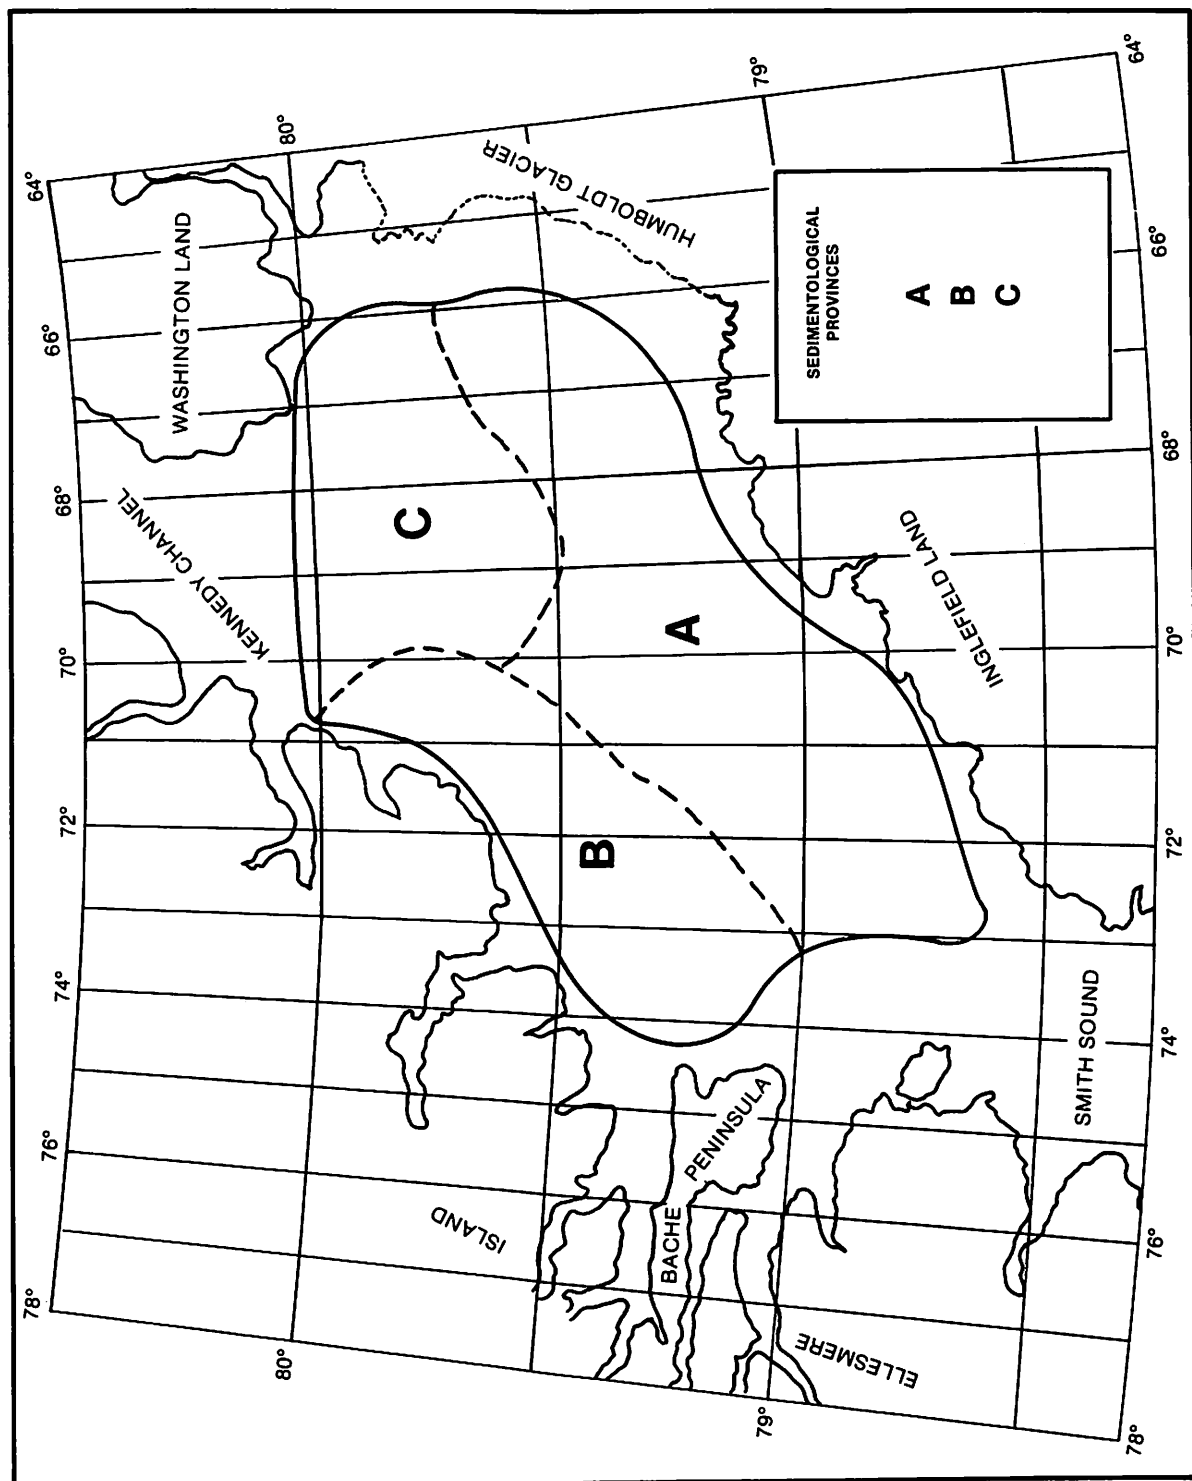 64°
66°
68°
70°
72°
74°
76°
78°
80°
79°
64°
66°
68°
70°
72°
74°
76°
78°
80°
79°
WASHINGTON LAND
KENNEDY CHANNEL
HUMBOLDT GLACIER
INGLEFIELD LAND
SMITH SOUND
BACHE
PENINSULA
ELLESMERE
ISLAND
C
A
B
SEDIMENTOLOGICAL
PROVINCES
A
B
C